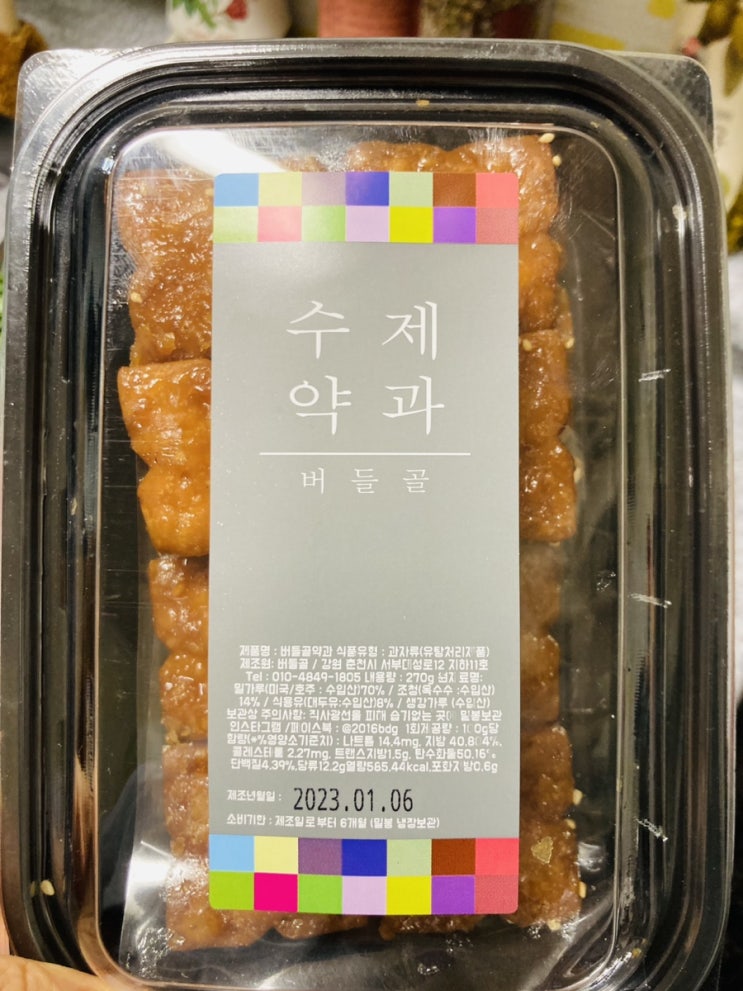 수제
약과
버들골
제품명 : 버들골약과 식품유형 : 과자류(유탕처리제품)
제조원: 버들골 / 강원 춘천시 서부대성로12 지하11호
Tel : 010-4849-1805 내용량 : 270g 원재료명:
밀가루(미국/호주 : 수입산)70% / 조청(옥수수 :수입산)
14% / 식용유(대두유:수입산)6% / 생강가루 (수입산)
보관상 주의사항: 직사광선을 피해 습기없는 곳에 밀봉보관
인스타그램 /페이스북 : @2016bdg 1회제공량 : 100g당
함량(*%영양소기준치) : 나트륨 14.4mg, 지방 40.84%,
콜레스테롤 2.27mg, 트랜스지방1.5g, 탄수화물50.16%,
단백질4.39%,당류12.2g열량565.44kcal,포화지방0.6g
제조년월일 : 2023.01.06
소비기한 : 제조일로부터 6개월 (밀봉 냉장보관)